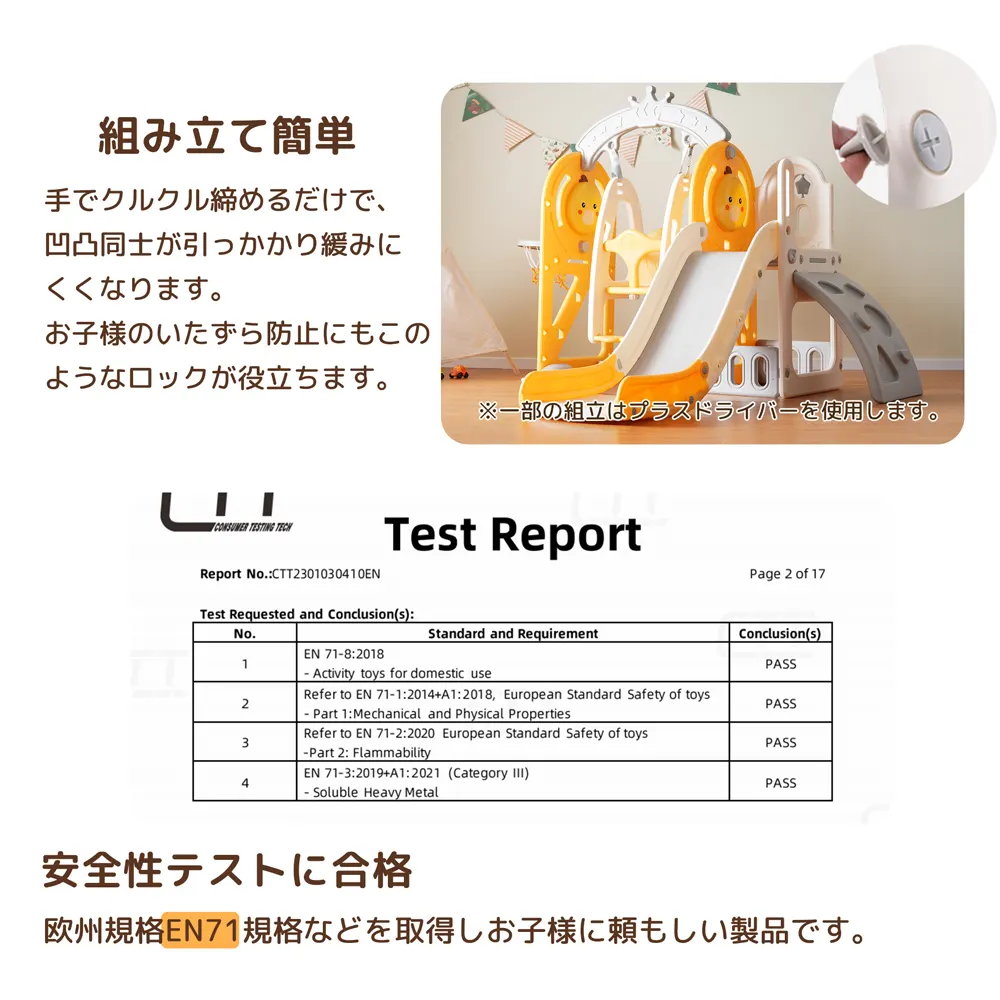 組み立て簡単
手でクルクル締めるだけで、
凹凸同士が引っかかり緩みに
くくなります。
お子様のいたずら防止にもこの
ようなロックが役立ちます。
※一部の組立はプラスドライバーを使用します。
CONSUMER TESTING TECH
Test Report
Report No.:CTT2301030410EN Page 2 of 17
Test Requested and Conclusion(s):
No. Standard and Requirement Conclusion(s)
1 EN 71-8:2018 PASS
- Activity toys for domestic use
2 Refer to EN 71-1:2014+A1:2018, European Standard Safety of toys PASS
- Part 1:Mechanical and Physical Properties
3 Refer to EN 71-2:2020 European Standard Safety of toys PASS
-Part 2: Flammability
4 EN 71-3:2019+A1:2021 (Category III) PASS
- Soluble Heavy Metal
安全性テストに合格
欧州規格EN71規格などを取得しお子様に頼もしい製品です。